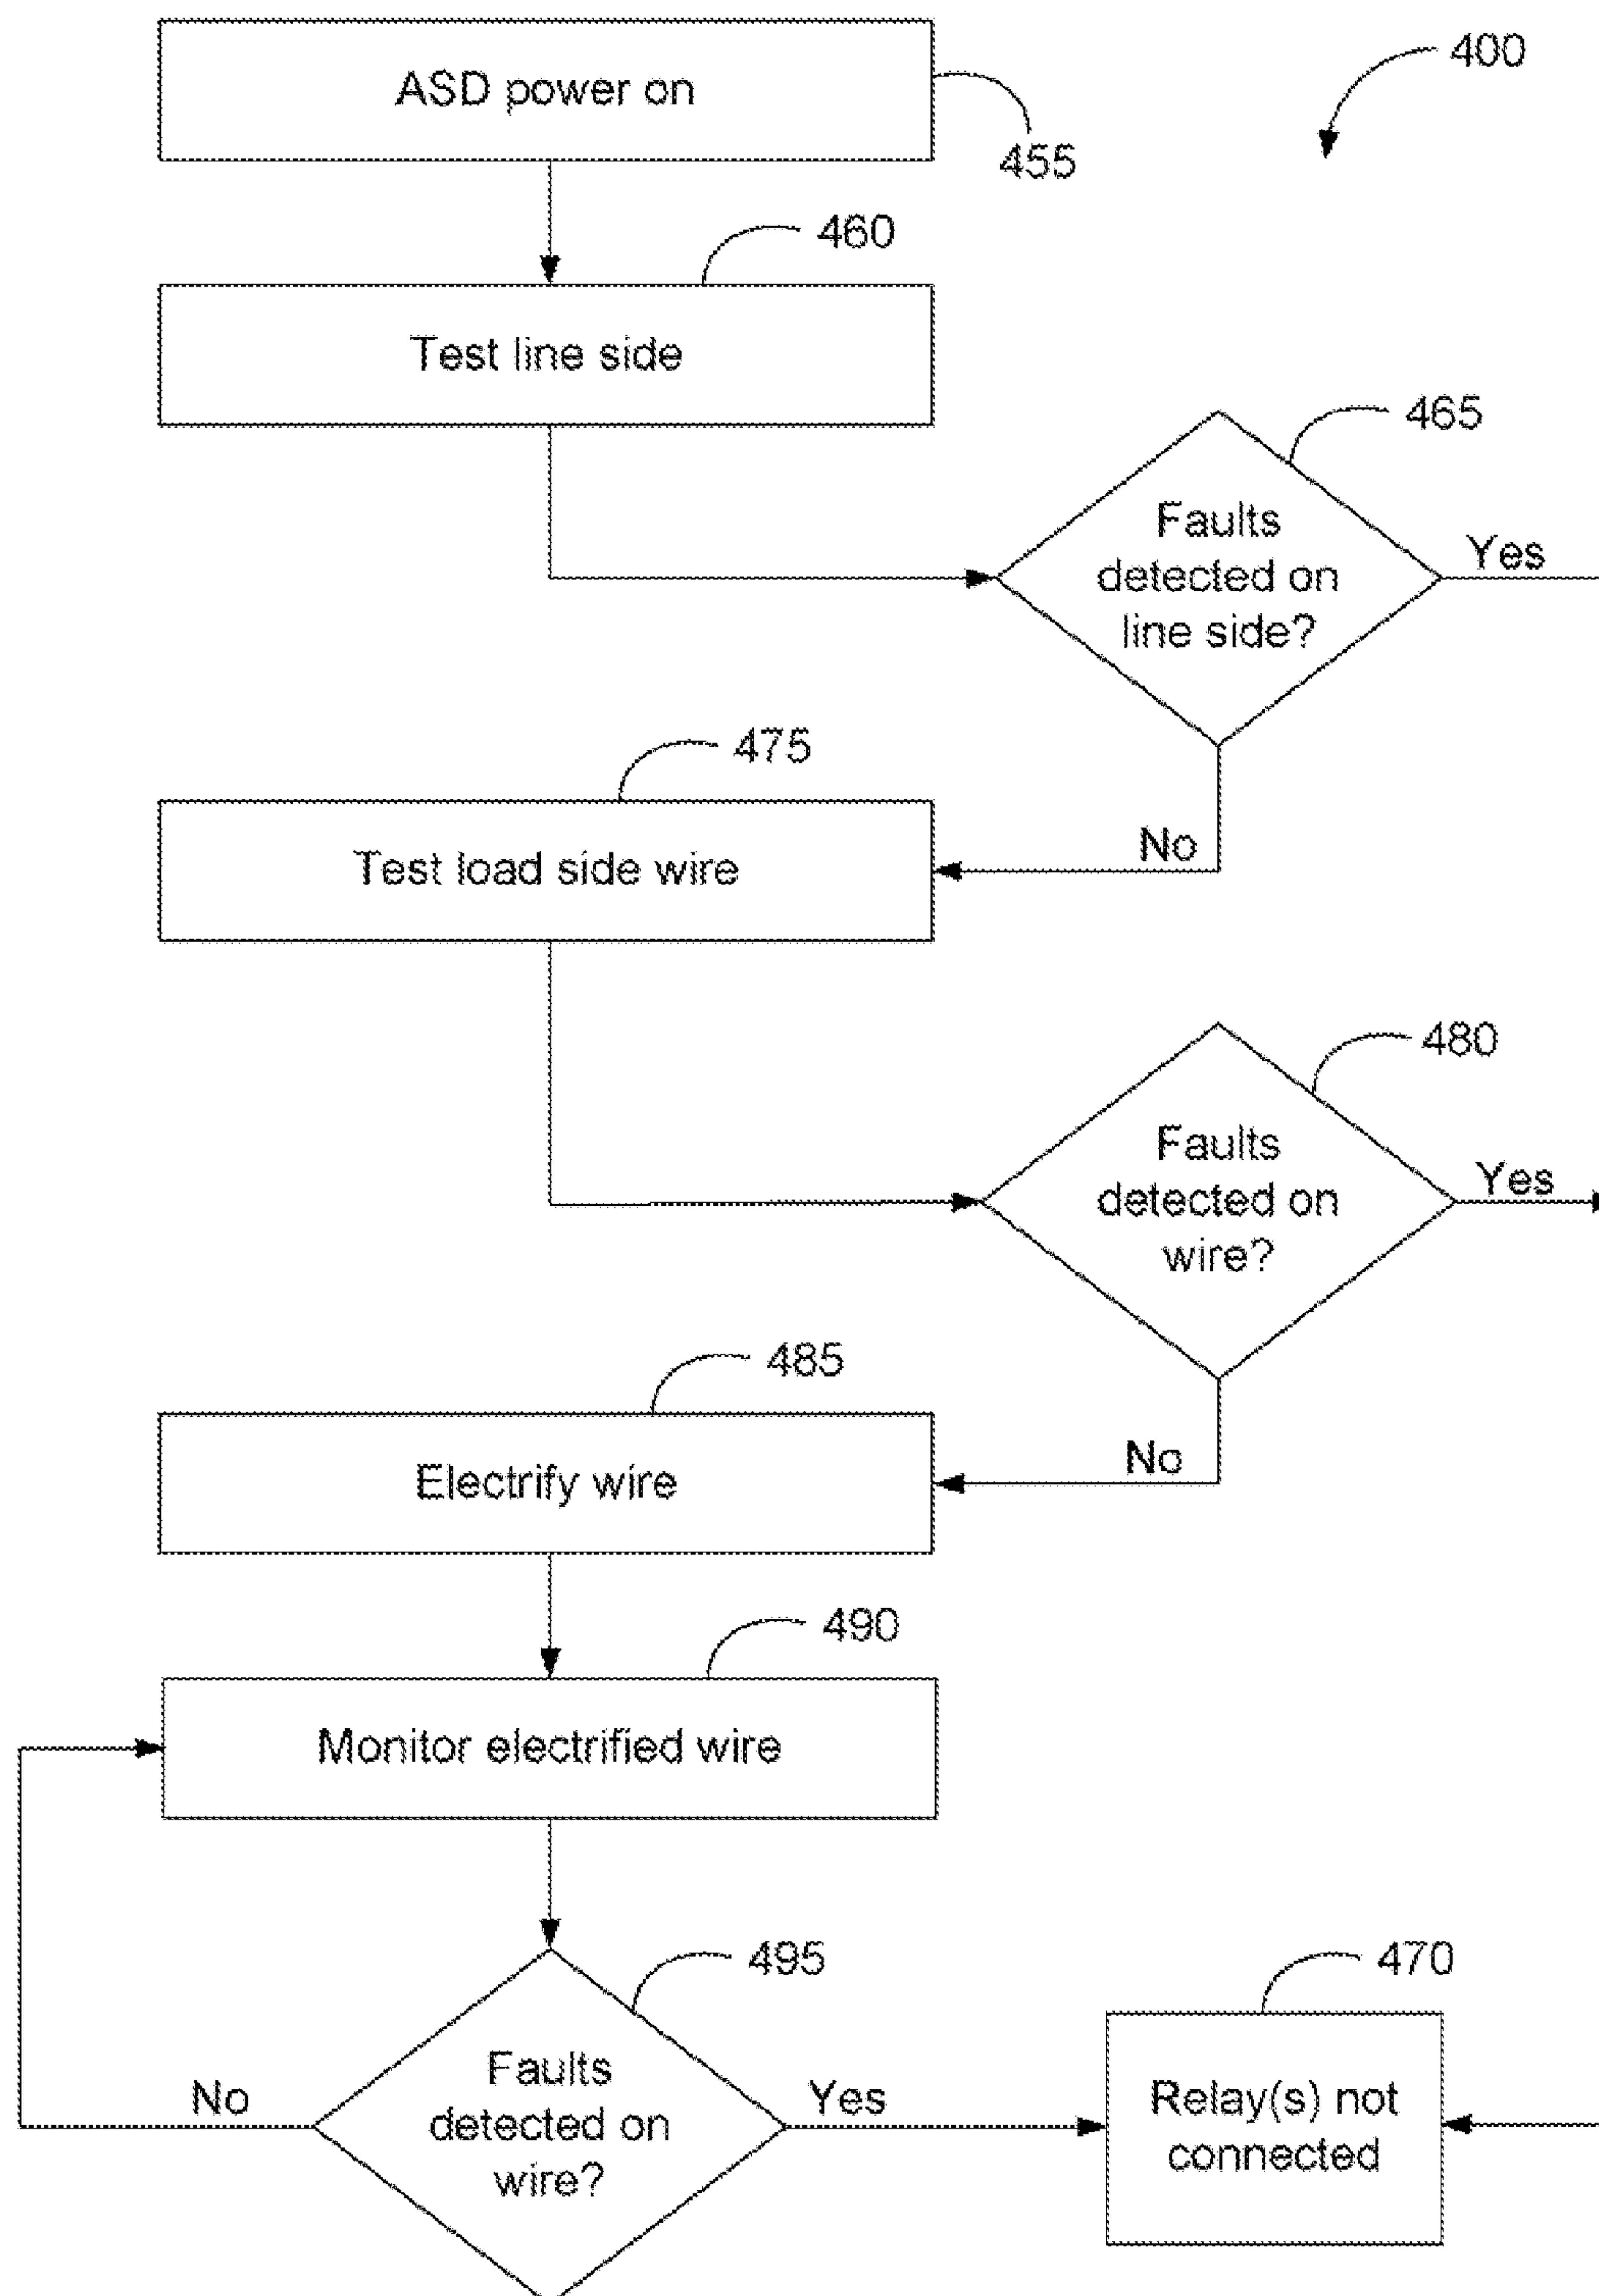 400
ASD power on
455
460
Test line side
465
Faults
detected on
line side?
Yes
No
475
Test load side wire
480
Faults
detected on
wire?
Yes
No
485
Electrify wire
490
Monitor electrified wire
495
Faults
detected on
wire?
No
Yes
470
Relay(s) not
connected